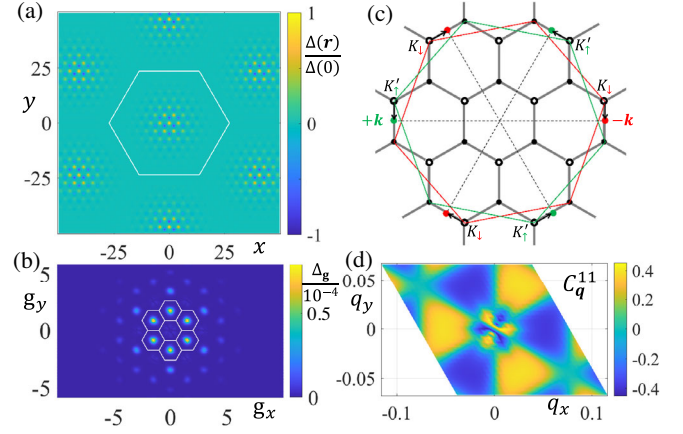 (a)
1
Δ(r)
Δ(0)
-1
25
0
-25
y
-25
0
25
x
(b)
5
0
-5
g_y
-5
0
5
g_x
Δ_g
10⁻⁴
0.5
0
(c)
K↓
K′↑
K′↑
K↓
+k
-k
K↓
K′↑
(d)
C_q^11
0.05
0
-0.05
q_y
-0.1
0
0.1
q_x
0.4
0.2
0
-0.2
-0.4